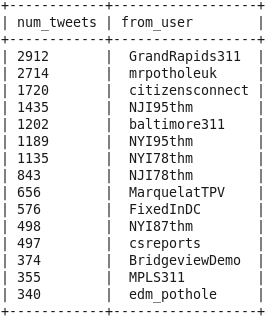 +------------+------------------+
| num_tweets | from_user        |
+------------+------------------+
| 2912       |  GrandRapids311  |
| 2714       |  mrpotholeuk     |
| 1720       |  citizensconnect |
| 1435       |  NJI95thm        |
| 1202       |  baltimore311    |
| 1189       |  NYI95thm        |
| 1135       |  NYI78thm        |
| 843        |  NJI78thm        |
| 656        |  MarquelatTPV    |
| 576        |  FixedInDC       |
| 498        |  NYI87thm        |
| 497        |  csreports       |
| 374        |  BridgeviewDemo  |
| 355        |  MPLS311         |
| 340        |  edm_pothole     |
+------------+------------------+